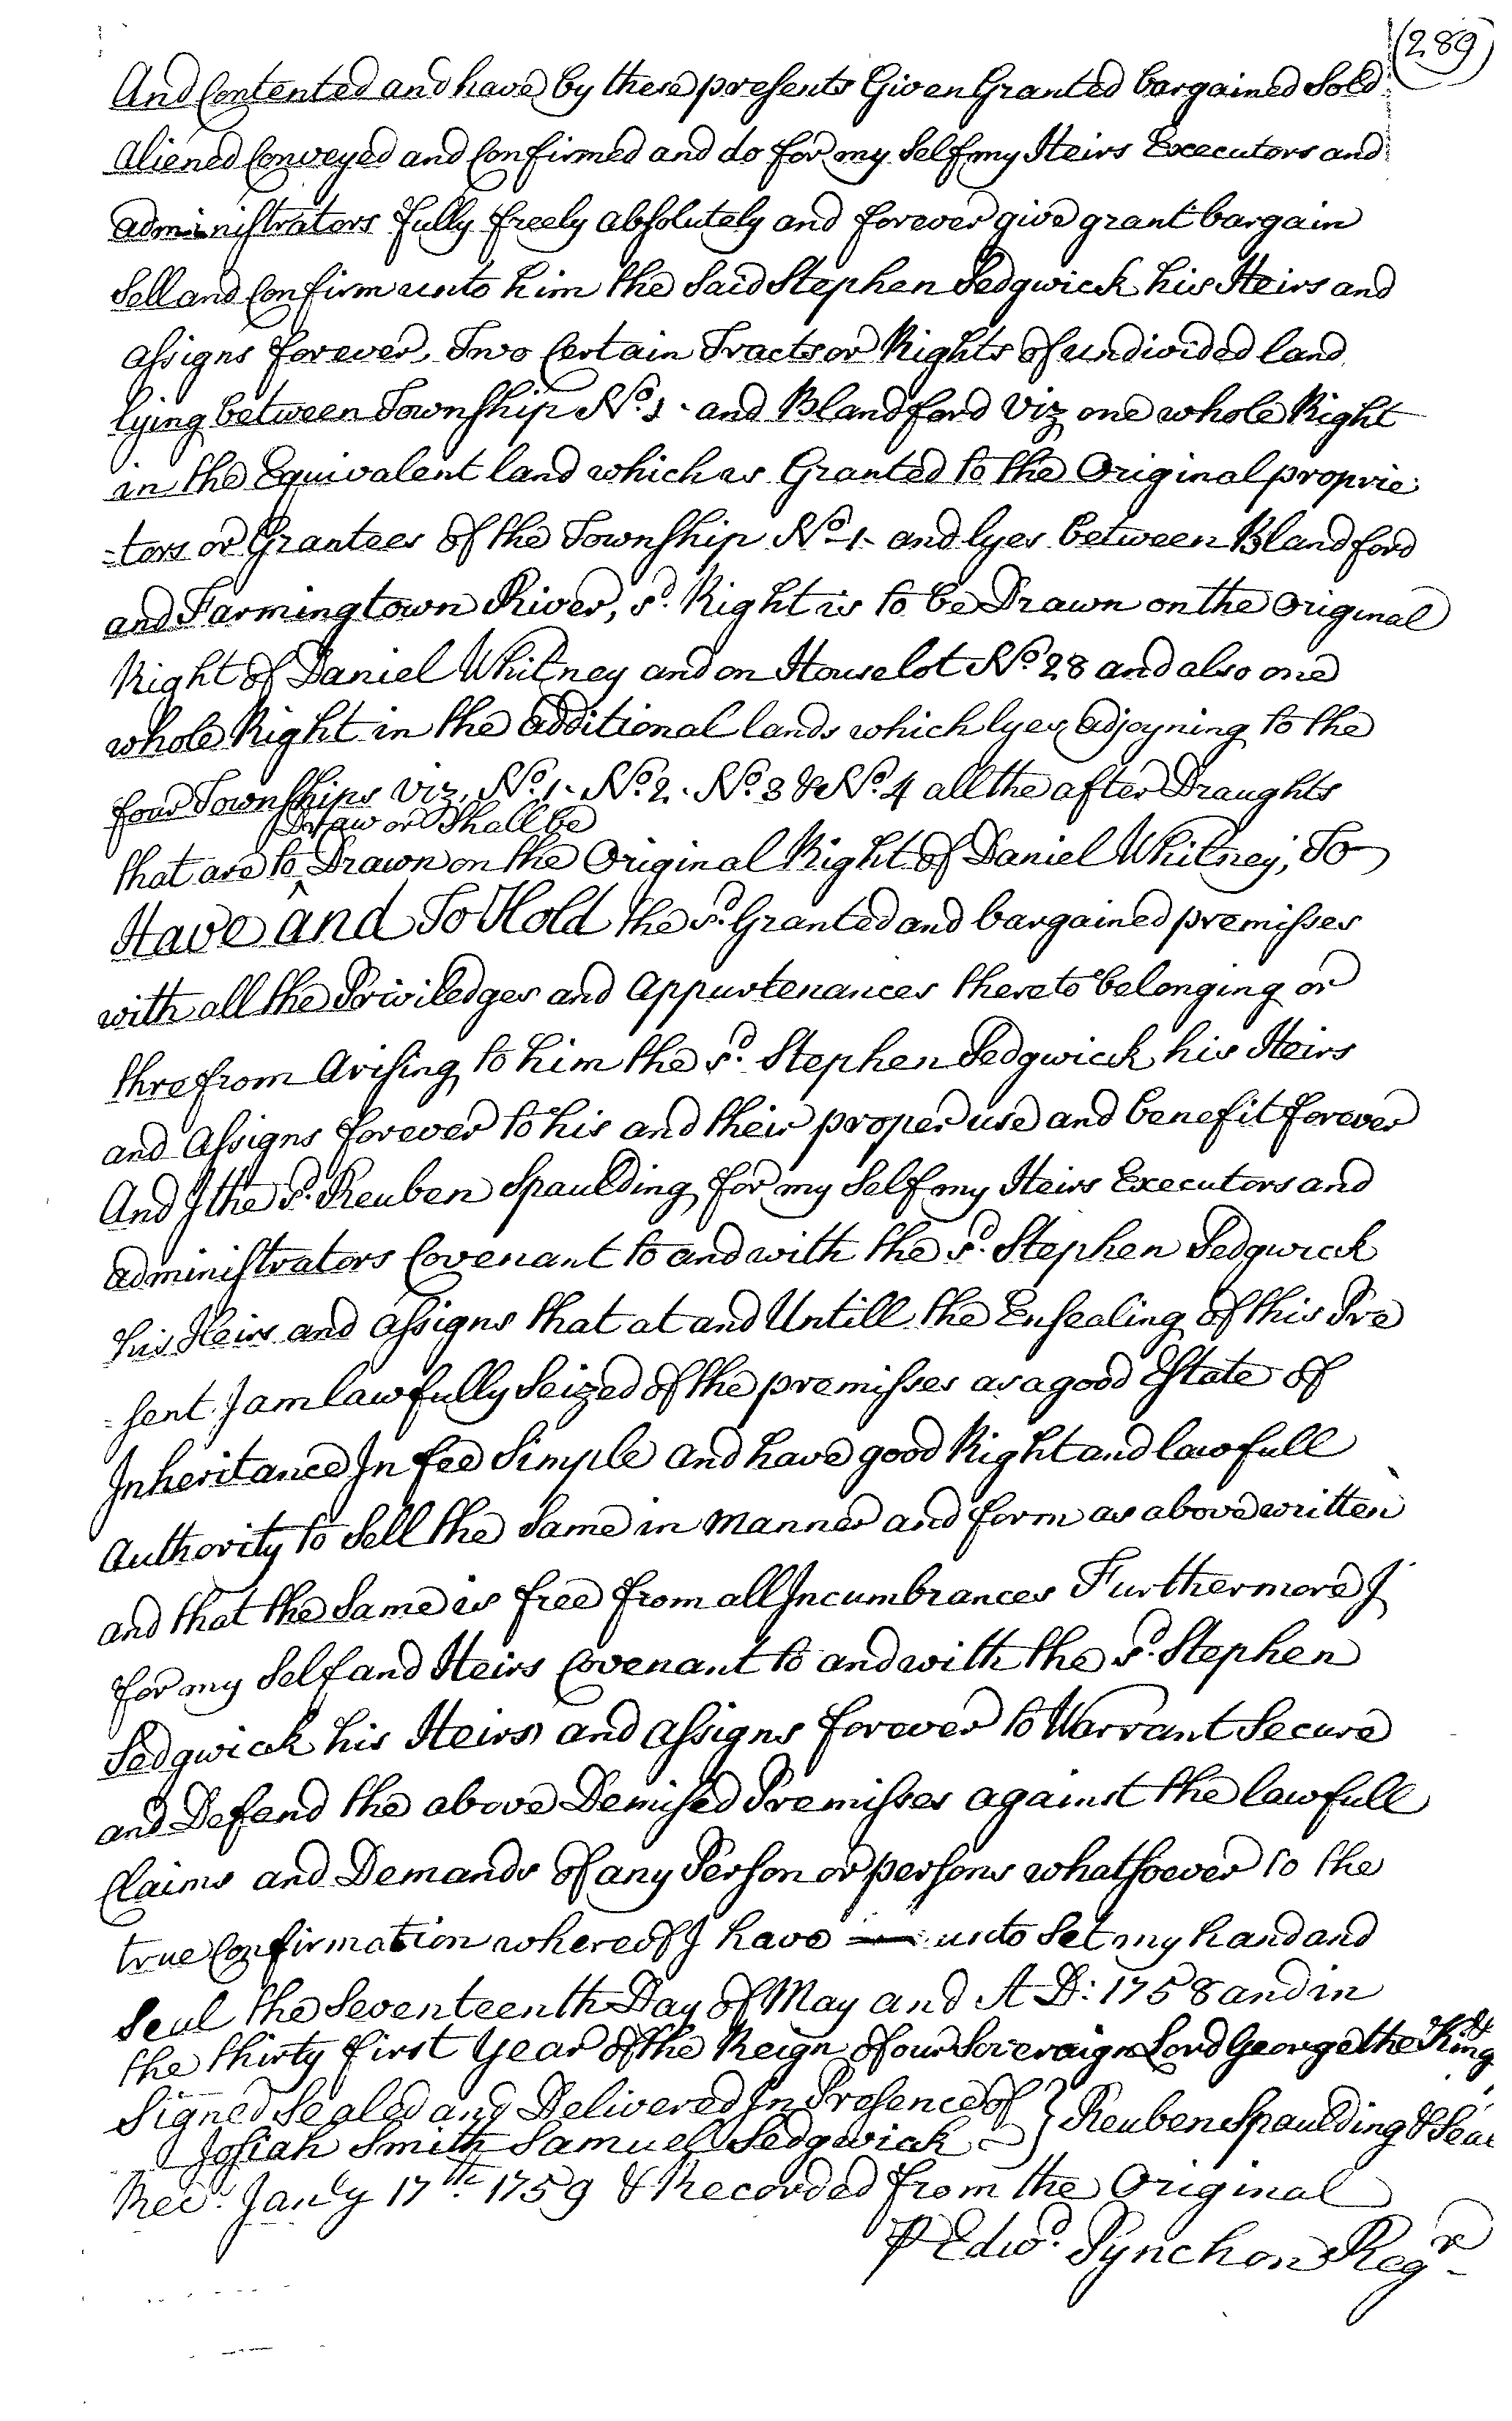 (289)
And Contented and have by these presents Given Granted bargained Sold
aliened Conveyed and Confirmed and do for my Self my Heirs Executors and
administrators fully freely absolutely and forever give grant bargain
Sell and Confirm unto him the Said Stephen Sedgwick his Heirs and
assigns forever, Two Certain Tracts or Rights of undivided land
lying between Township No. 1 - and Blandford Viz one whole Right
in the Equivalent land which is Granted to the Original proprie
-tors or Grantees of the Township No. 1 - and lyes between Blandford
and Farmingtown River, sd. Right is to be Drawn on the Original
Right of Daniel Whitney and on House lot No. 28 and also one
whole Right in the additional lands which lyes adjoyning to the
four Townships Viz. No. 1 - No. 2 - No. 3 & No. 4 all the after Draughts
Draw or Shall be
that are to ^ Drawn on the Original Right of Daniel Whitney; To
Have and To Hold the sd. Granted and bargained premisses
with all the Priviledges and appurtenances thereto belonging or
threfrom Arising to him the sd. Stephen Sedgwick his Heirs
and assigns forever to his and their proper use and benefit forever
And I the sd. Reuben Spaulding for my Self my Heirs Executors and
administrators Covenant to and with the sd. Stephen Sedgwick
his Heirs and assigns that at and Untill the Ensealing of this Pre
-sent I am lawfully Seized of the premisses as a good Estate of
Inheritance In fee Simple and have good Right and lawfull
Authority to Sell the Same in manner and form as above written
and that the Same is free from all Incumbrances Furthermore I
for my Self and Heirs Covenant to and with the sd. Stephen
Sedgwick his Heirs and assigns forever to Warrant Secure
and Defend the above Demised Premisses against the lawfull
Claims and Demands of any Person or persons whatsoever to the
true Confirmation whereof I have unto Set my hand and
Seal the Seventeenth Day of May and A D: 1758 and in
the thirty first Year of the Reign of our Sovereign Lord George the 2d King
Signed Sealed and Delivered In Presence of } Reuben Spaulding & Seal
Josiah Smith Samuel Sedgwick
Recd. Jany 17th. 1759 & Recorded from the Original
P Edwd. Pynchon Regr